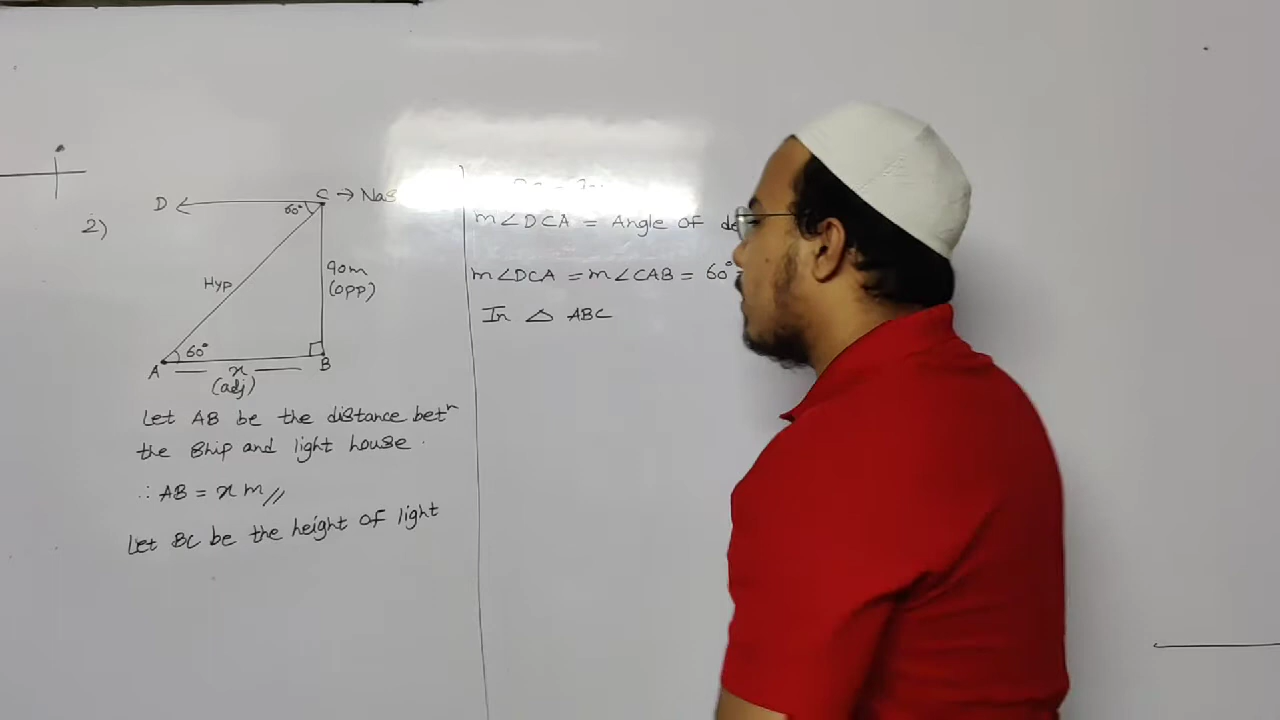 2)
D
C → Nas
60°
Hyp
90m
(opp)
60°
A
x
B
(adj)
Let AB be the distance betn
the ship and light house.
∴ AB = x m //
Let BC be the height of light
m∠DCA = Angle of de
m∠DCA = m∠CAB = 60°
In △ ABC